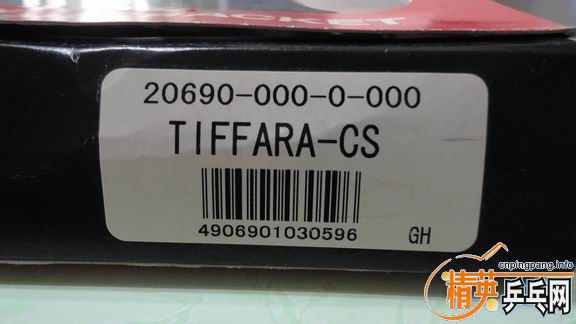 20690-000-0-000
TIFFARA-CS
4906901030596 GH
cnpingpang.info
精英乒乓网